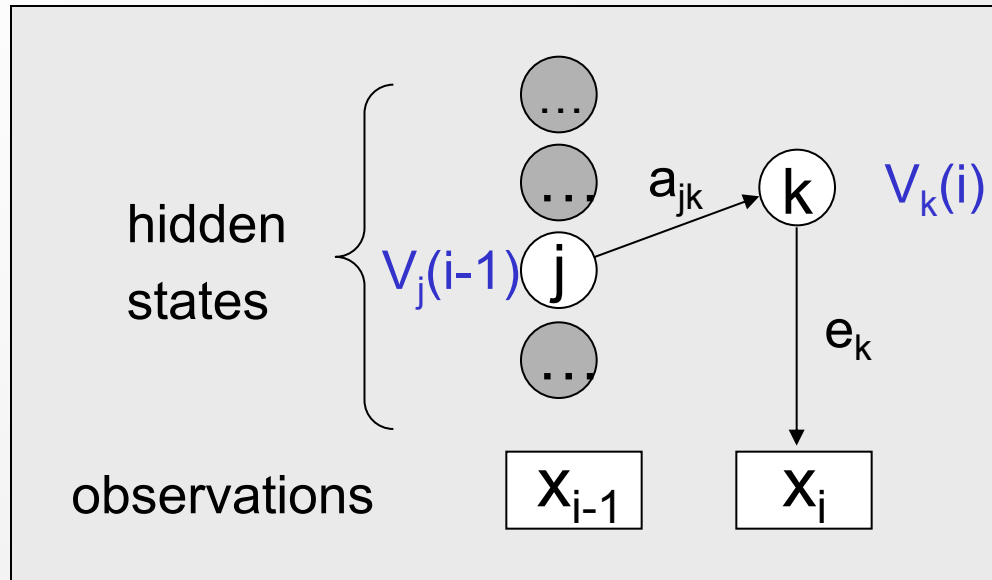 ...
...
a_jk
k
V_k(i)
hidden
states
V_j(i-1)
j
...
e_k
observations
x_i-1
x_i